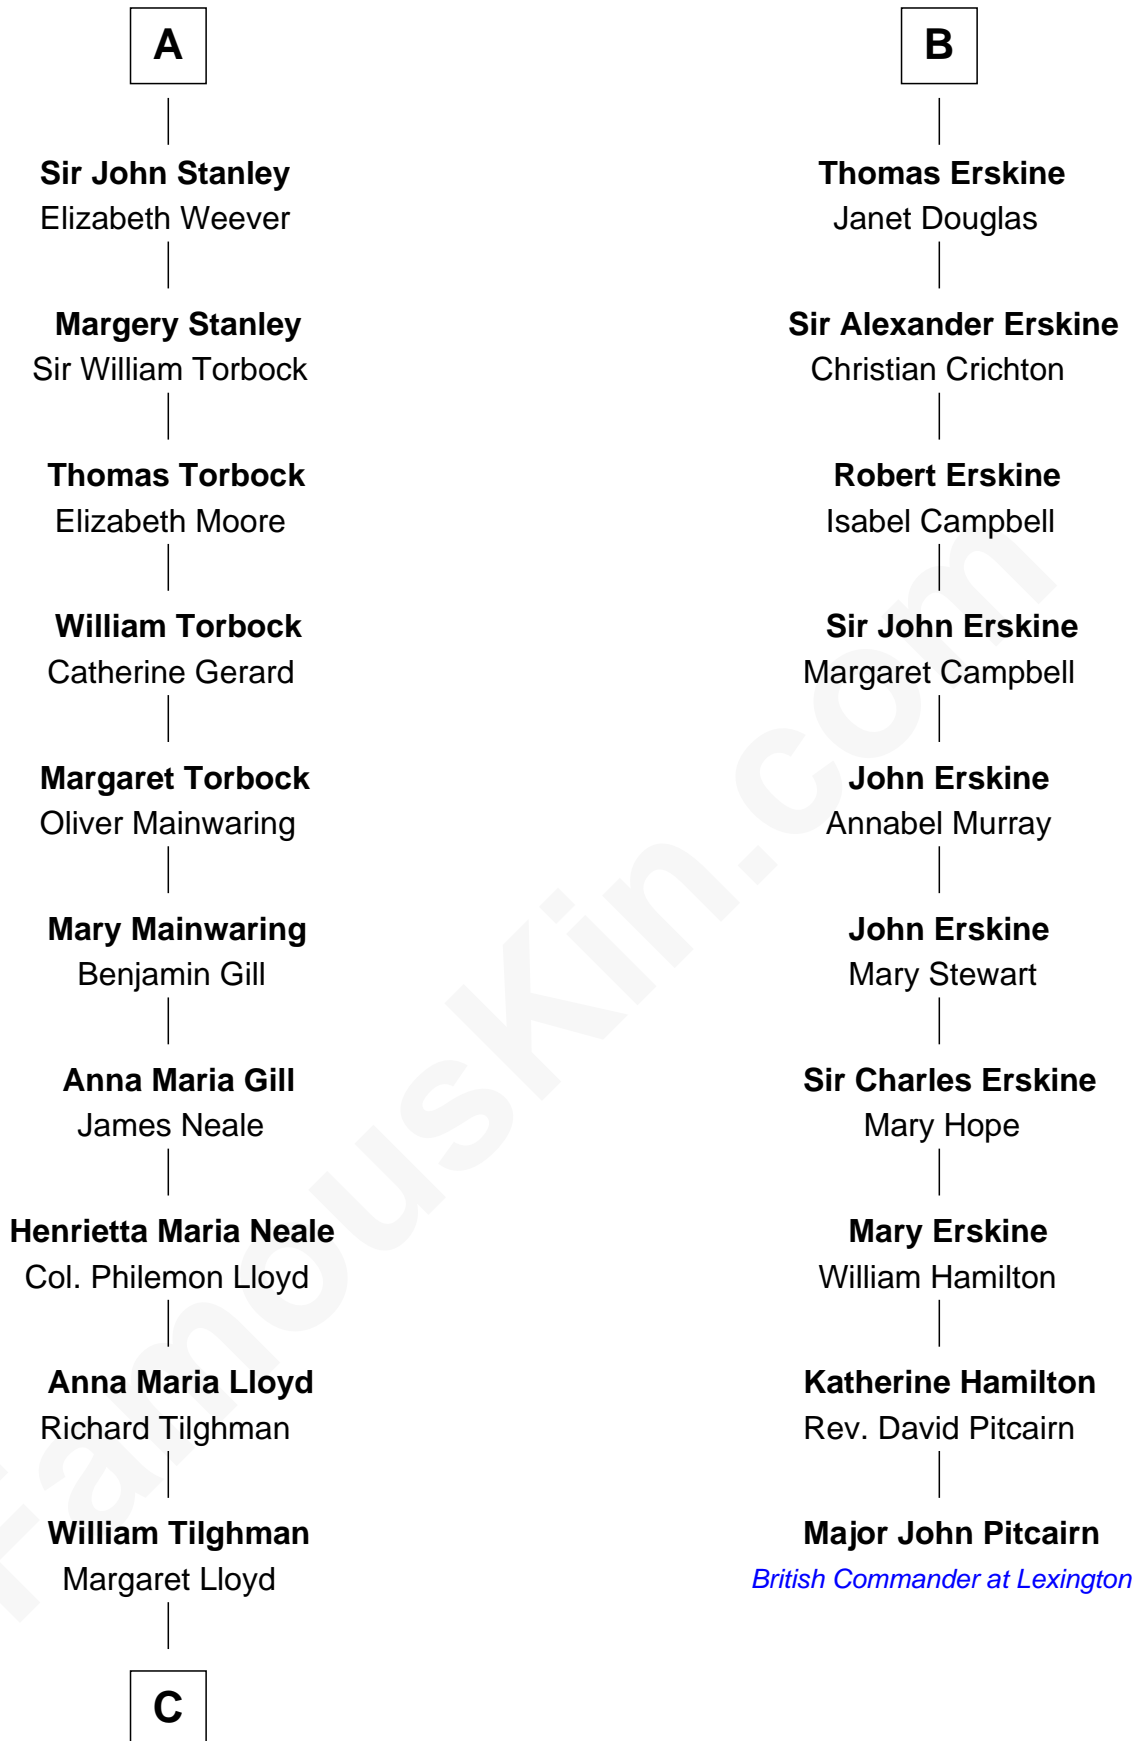 A
Sir John Stanley
Elizabeth Weever
Margery Stanley
Sir William Torbock
Thomas Torbock
Elizabeth Moore
William Torbock
Catherine Gerard
Margaret Torbock
Oliver Mainwaring
Mary Mainwaring
Benjamin Gill
Anna Maria Gill
James Neale
Henrietta Maria Neale
Col. Philemon Lloyd
Anna Maria Lloyd
Richard Tilghman
William Tilghman
Margaret Lloyd
C
B
Thomas Erskine
Janet Douglas
Sir Alexander Erskine
Christian Crichton
Robert Erskine
Isabel Campbell
Sir John Erskine
Margaret Campbell
John Erskine
Annabel Murray
John Erskine
Mary Stewart
Sir Charles Erskine
Mary Hope
Mary Erskine
William Hamilton
Katherine Hamilton
Rev. David Pitcairn
Major John Pitcairn
British Commander at Lexington
FamousKin.com